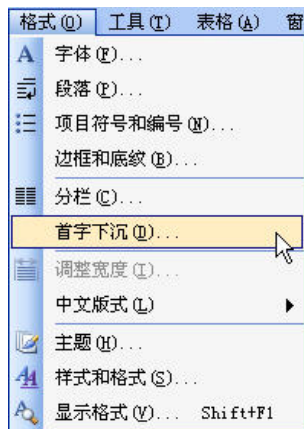 格式(O) 工具(T) 表格(A) 窗
字体(F)...
段落(P)...
项目符号和编号(N)...
边框和底纹(B)...
分栏(C)...
首字下沉(D)...
调整宽度(I)...
中文版式(L)
主题(H)...
样式和格式(S)...
显示格式(V)... Shift+F1